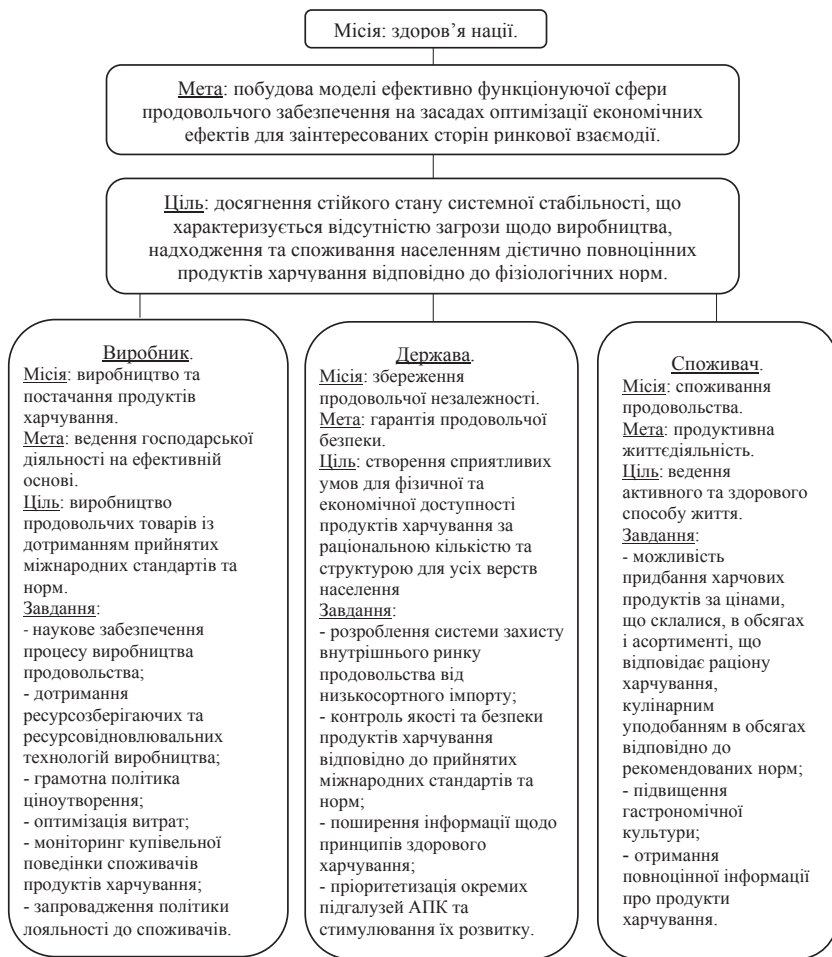 Місія: здоров’я нації.
Мета: побудова моделі ефективно функціонуючої сфери
продовольчого забезпечення на засадах оптимізації економічних
ефектів для заінтересованих сторін ринкової взаємодії.
Ціль: досягнення стійкого стану системної стабільності, що
характеризується відсутністю загрози щодо виробництва,
надходження та споживання населенням дієтично повноцінних
продуктів харчування відповідно до фізіологічних норм.
Виробник.
Місія: виробництво та
постачання продуктів
харчування.
Мета: ведення господарської
діяльності на ефективній
основі.
Ціль: виробництво
продовольчих товарів із
дотриманням прийнятих
міжнародних стандартів та
норм.
Завдання:
- наукове забезпечення
процесу виробництва
продовольства;
- дотримання
ресурсозберігаючих та
ресурсовідновлювальних
технологій виробництва;
- грамотна політика
ціноутворення;
- оптимізація витрат;
- моніторинг купівельної
поведінки споживачів
продуктів харчування;
- запровадження політики
лояльності до споживачів.
Держава.
Місія: збереження
продовольчої незалежності.
Мета: гарантія продовольчої
безпеки.
Ціль: створення сприятливих
умов для фізичної та
економічної доступності
продуктів харчування за
раціональною кількістю та
структурою для усіх верств
населення
Завдання:
- розроблення системи захисту
внутрішнього ринку
продовольства від
низькосортного імпорту;
- контроль якості та безпеки
продуктів харчування
відповідно до прийнятих
міжнародних стандартів та
норм;
- поширення інформації щодо
принципів здорового
харчування;
- пріоритетизація окремих
підгалузей АПК та
стимулювання їх розвитку.
Споживач.
Місія: споживання
продовольства.
Мета: продуктивна
життєдіяльність.
Ціль: ведення
активного та здорового
способу життя.
Завдання:
- можливість
придбання харчових
продуктів за цінами,
що склалися, в обсягах
і асортименті, що
відповідає раціону
харчування,
кулінарним
уподобанням в обсягах
відповідно до
рекомендованих норм;
- підвищення
гастрономічної
культури;
- отримання
повноцінної інформації
про продукти
харчування.